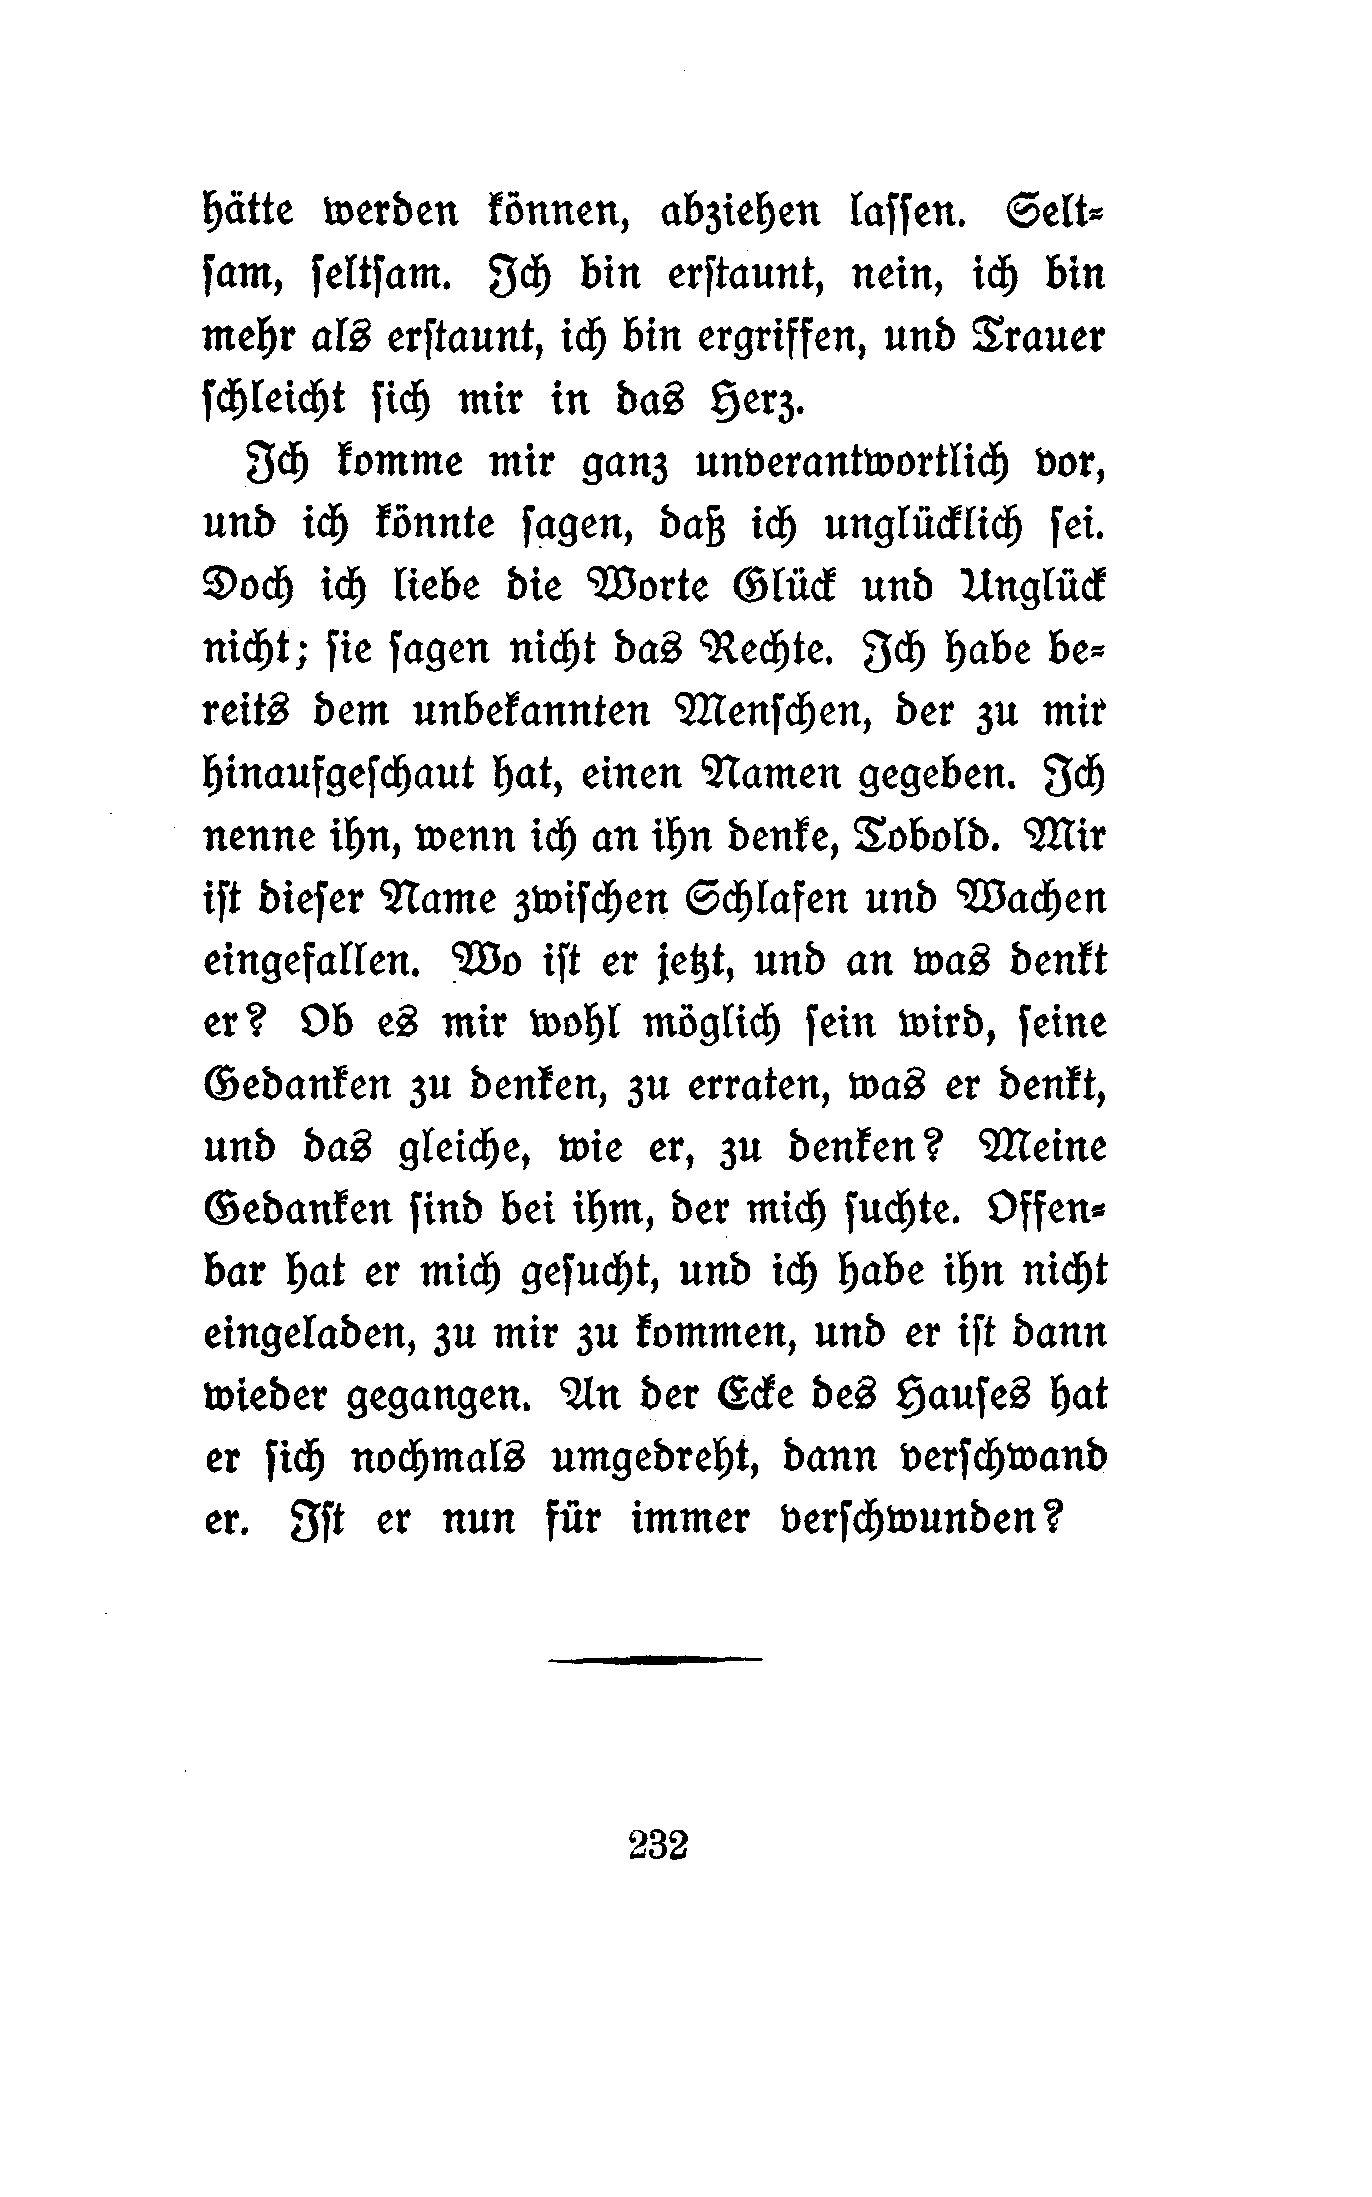 hätte werden können, abziehen lassen. Selt-
sam, seltsam. Ich bin erstaunt, nein, ich bin
mehr als erstaunt, ich bin ergriffen, und Trauer
schleicht sich mir in das Herz.
Ich komme mir ganz unverantwortlich vor,
und ich könnte sagen, daß ich unglücklich sei.
Doch ich liebe die Worte Glück und Unglück
nicht; sie sagen nicht das Rechte. Ich habe be-
reits dem unbekannten Menschen, der zu mir
hinaufgeschaut hat, einen Namen gegeben. Ich
nenne ihn, wenn ich an ihn denke, Tobold. Mir
ist dieser Name zwischen Schlafen und Wachen
eingefallen. Wo ist er jetzt, und an was denkt
er? Ob es mir wohl möglich sein wird, seine
Gedanken zu denken, zu erraten, was er denkt,
und das gleiche, wie er, zu denken? Meine
Gedanken sind bei ihm, der mich suchte. Offen-
bar hat er mich gesucht, und ich habe ihn nicht
eingeladen, zu mir zu kommen, und er ist dann
wieder gegangen. An der Ecke des Hauses hat
er sich nochmals umgedreht, dann verschwand
er. Ist er nun für immer verschwunden?
232